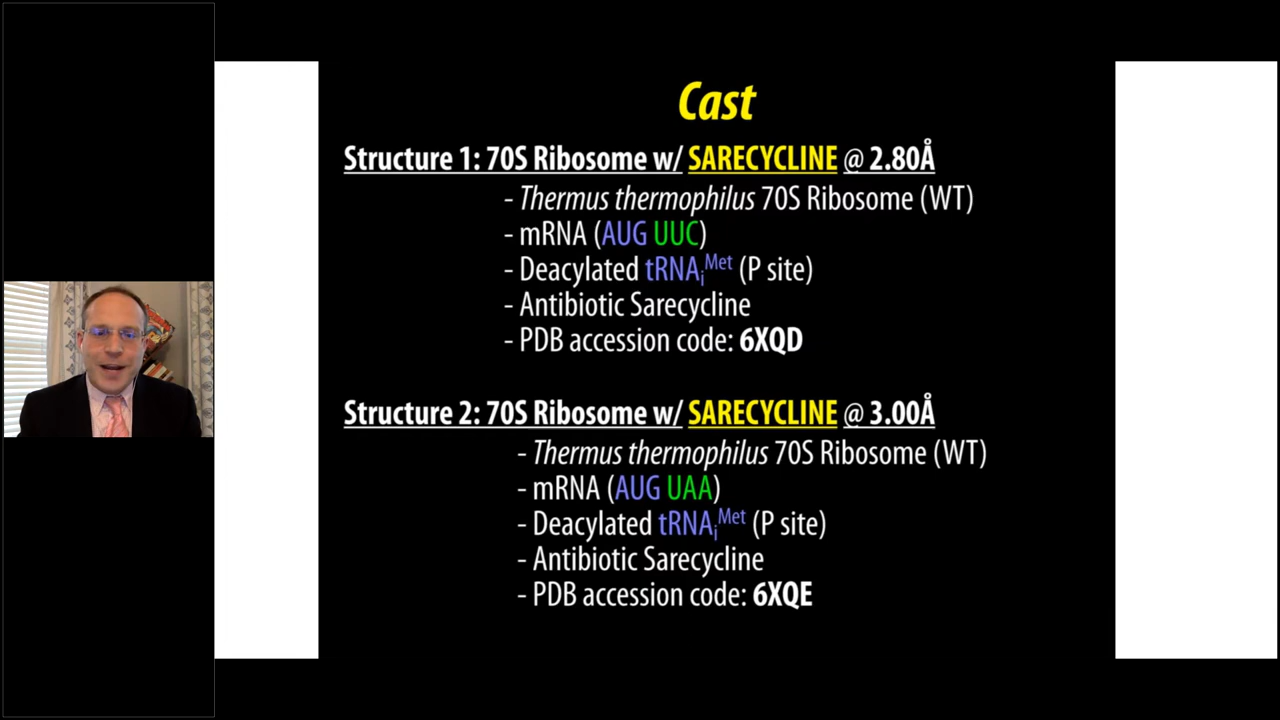 Cast
Structure 1: 70S Ribosome w/ SARECYCLINE @ 2.80Å
- Thermus thermophilus 70S Ribosome (WT)
- mRNA (AUG UUC)
- Deacylated tRNAiMet (P site)
- Antibiotic Sarecycline
- PDB accession code: 6XQD
Structure 2: 70S Ribosome w/ SARECYCLINE @ 3.00Å
- Thermus thermophilus 70S Ribosome (WT)
- mRNA (AUG UAA)
- Deacylated tRNAiMet (P site)
- Antibiotic Sarecycline
- PDB accession code: 6XQE